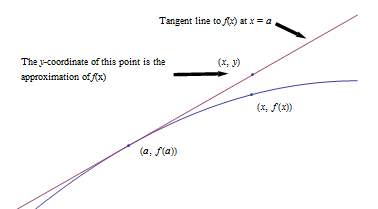 Tangent line to f(x) at x = a
The y-coordinate of this point is the
approximation of f(x)
(x, y)
(x, f(x))
(a, f(a))